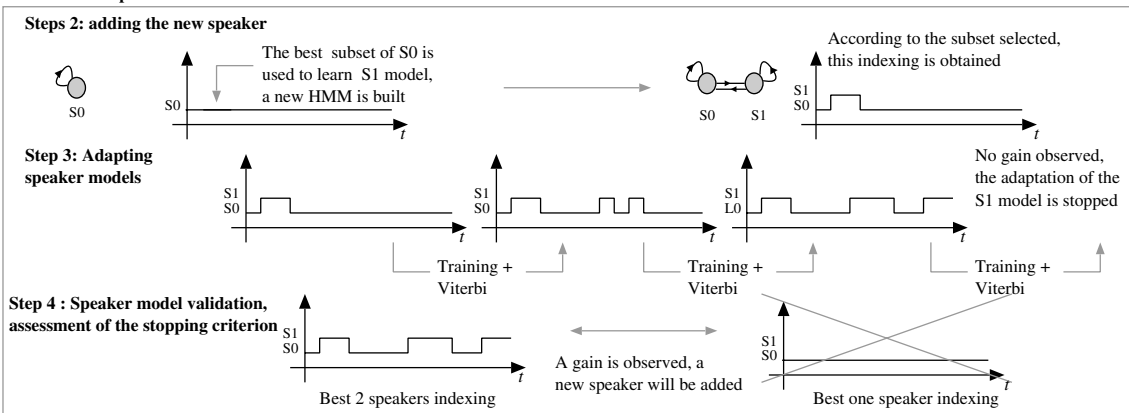 Steps 2: adding the new speaker
The best subset of S0 is
used to learn S1 model,
a new HMM is built
According to the subset selected,
this indexing is obtained
S0
S0
t
S0
S1
S1
S0
t
Step 3: Adapting
speaker models
No gain observed,
the adaptation of the
S1 model is stopped
S1
S0
t
S1
S0
t
S1
L0
t
Training +
Viterbi
Training +
Viterbi
Training +
Viterbi
Step 4 : Speaker model validation,
assessment of the stopping criterion
S1
S0
t
Best 2 speakers indexing
A gain is observed, a
new speaker will be added
S1
S0
t
Best one speaker indexing